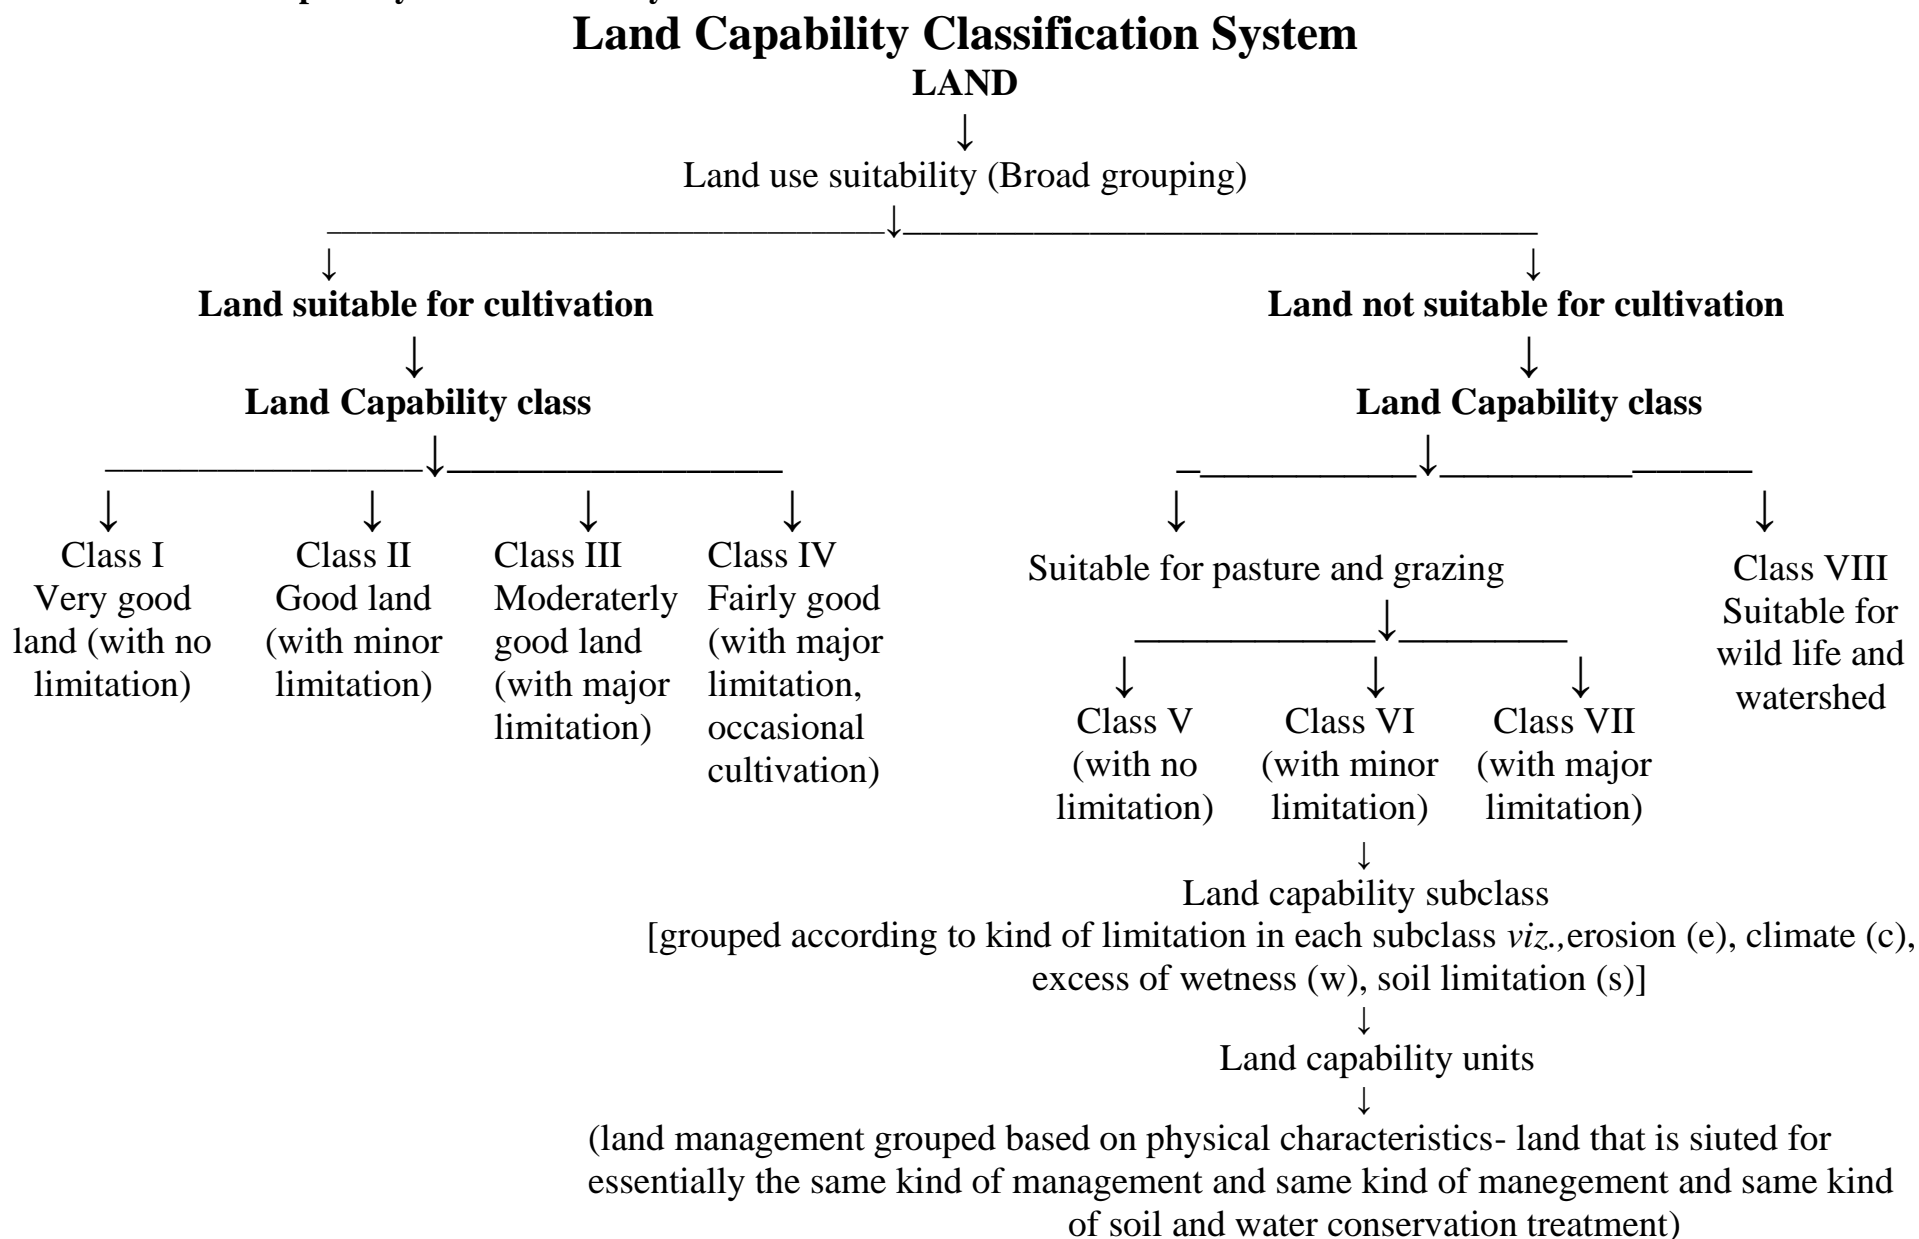 Land Capability Classification System
LAND
↓
Land use suitability (Broad grouping)
↓
↓ ↓
Land suitable for cultivation Land not suitable for cultivation
↓ ↓
Land Capability class Land Capability class
↓ ↓
↓ ↓ ↓ ↓ ↓ ↓
Class I
Very good
land (with no
limitation)
Class II
Good land
(with minor
limitation)
Class III
Moderaterly
good land
(with major
limitation)
Class IV
Fairly good
(with major
limitation,
occasional
cultivation)
Suitable for pasture and grazing
↓
↓ ↓ ↓
Class V
(with no
limitation)
Class VI
(with minor
limitation)
Class VII
(with major
limitation)
Class VIII
Suitable for
wild life and
watershed
↓
Land capability subclass
[grouped according to kind of limitation in each subclass viz.,erosion (e), climate (c),
excess of wetness (w), soil limitation (s)]
↓
Land capability units
↓
(land management grouped based on physical characteristics- land that is siuted for
essentially the same kind of management and same kind of manegement and same kind
of soil and water conservation treatment)